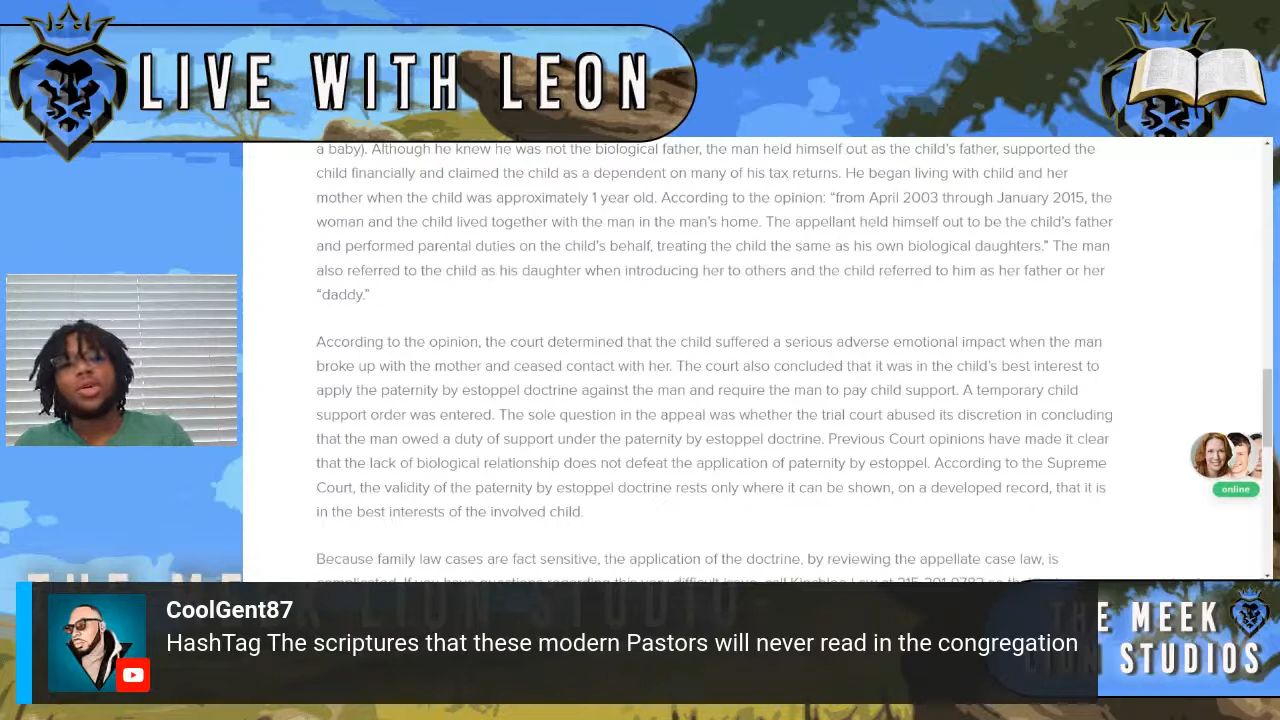 LIVE WITH LEON
a baby). Although he knew he was not the biological father, the man held himself out as the child's father, supported the
child financially and claimed the child as a dependent on many of his tax returns. He began living with child and her
mother when the child was approximately 1 year old. According to the opinion: “from April 2003 through January 2015, the
woman and the child lived together with the man in the man's home. The appellant held himself out to be the child's father
and performed parental duties on the child's behalf, treating the child the same as his own biological daughters.” The man
also referred to the child as his daughter when introducing her to others and the child referred to him as her father or her
“daddy.”
According to the opinion, the court determined that the child suffered a serious adverse emotional impact when the man
broke up with the mother and ceased contact with her. The court also concluded that it was in the child's best interest to
apply the paternity by estoppel doctrine against the man and require the man to pay child support. A temporary child
support order was entered. The sole question in the appeal was whether the trial court abused its discretion in concluding
that the man owed a duty of support under the paternity by estoppel doctrine. Previous Court opinions have made it clear
that the lack of biological relationship does not defeat the application of paternity by estoppel. According to the Supreme
Court, the validity of the paternity by estoppel doctrine rests only where it can be shown, on a developed record, that it is
in the best interests of the involved child.
online
Because family law cases are fact sensitive, the application of the doctrine, by reviewing the appellate case law, is
CoolGent87
HashTag The scriptures that these modern Pastors will never read in the congregation
THE MEEK
LION STUDIOS